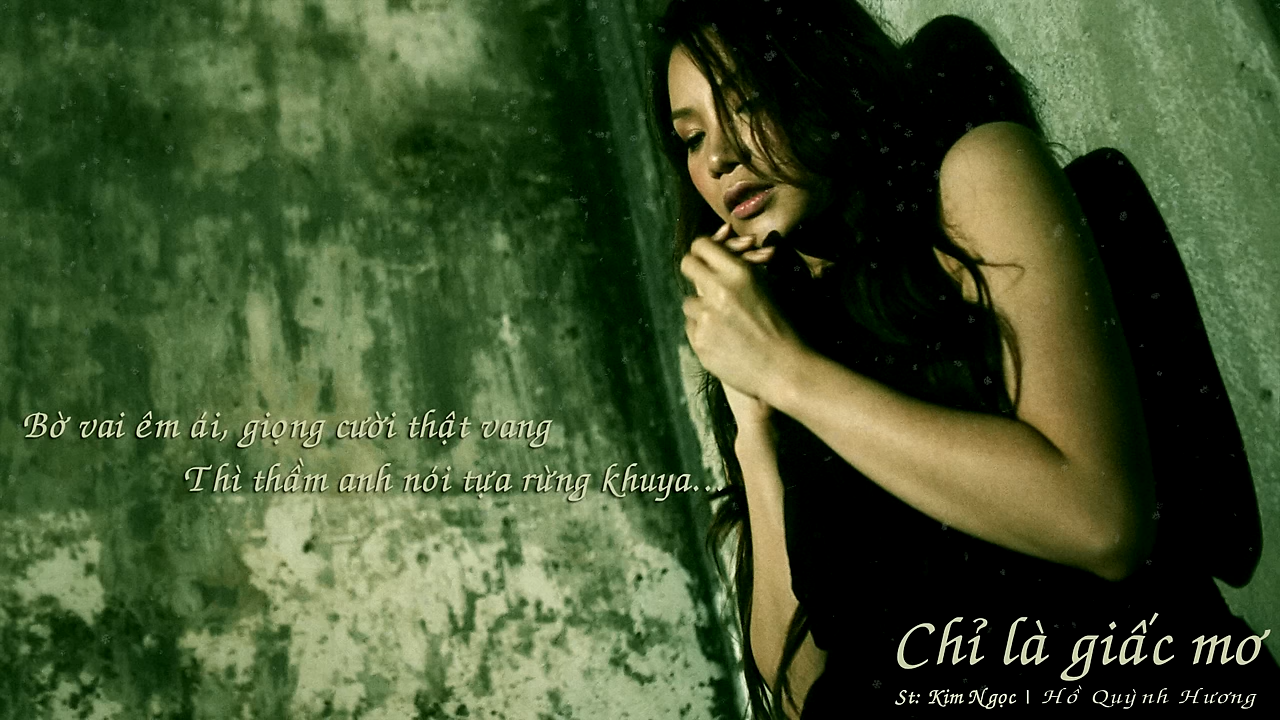 Bờ vai êm ái, giọng cười thật vang
Thì thầm anh nói tựa rừng khuya...
Chỉ là giấc mơ
St: Kim Ngọc | Hồ Quỳnh Hương